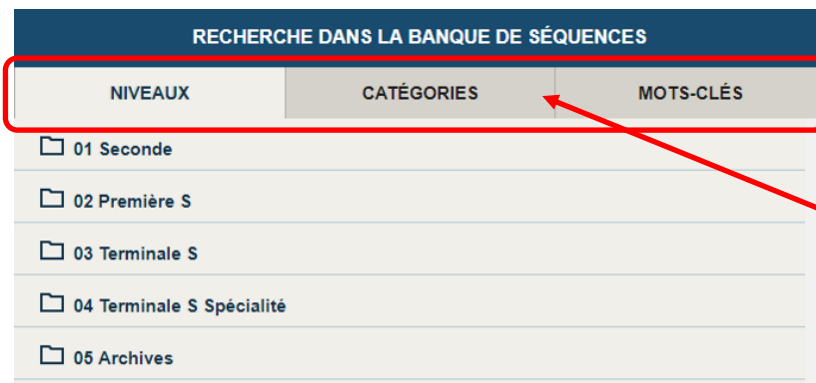 RECHERCHE DANS LA BANQUE DE SÉQUENCES
NIVEAUX CATÉGORIES MOTS-CLÉS
01 Seconde
02 Première S
03 Terminale S
04 Terminale S Spécialité
05 Archives